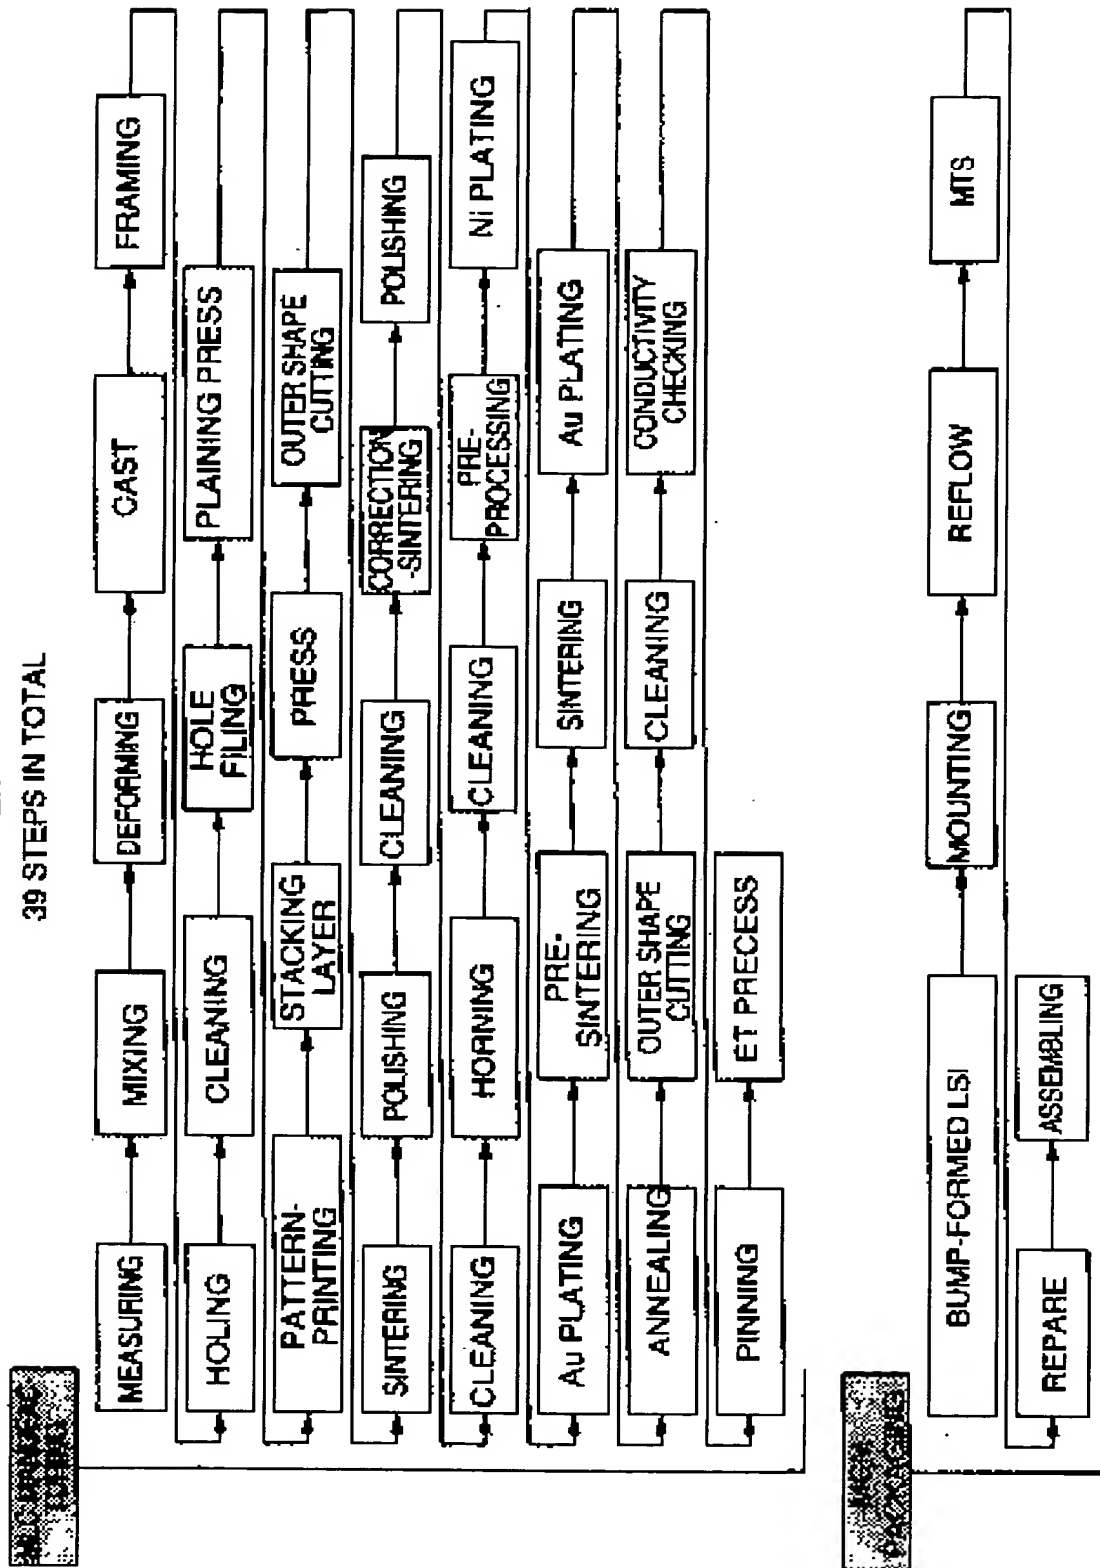 39 STEPS IN TOTAL
MEASURING
MIXING
DEFORMING
CAST
FRAMING
HOLING
CLEANING
HOLE
FILING
PLAINING PRESS
PATTERN-
PRINTING
STACKING
LAYER
PRESS
OUTER SHAPE
CUTTING
SINTERING
POLISHING
CLEANING
CORRECTION
-SINTERING
POLISHING
CLEANING
HORNING
CLEANING
PRE-
PROCESSING
Ni PLATING
Au PLATING
PRE-
SINTERING
SINTERING
Au PLATING
ANNEALING
OUTER SHAPE
CUTTING
CLEANING
CONDUCTIVITY
CHECKING
PINNING
ET PRECESS
MCM
PACKAGING
BUMP-FORMED LSI
MOUNTING
REFLOW
MTS
REPARE
ASSEMBLING